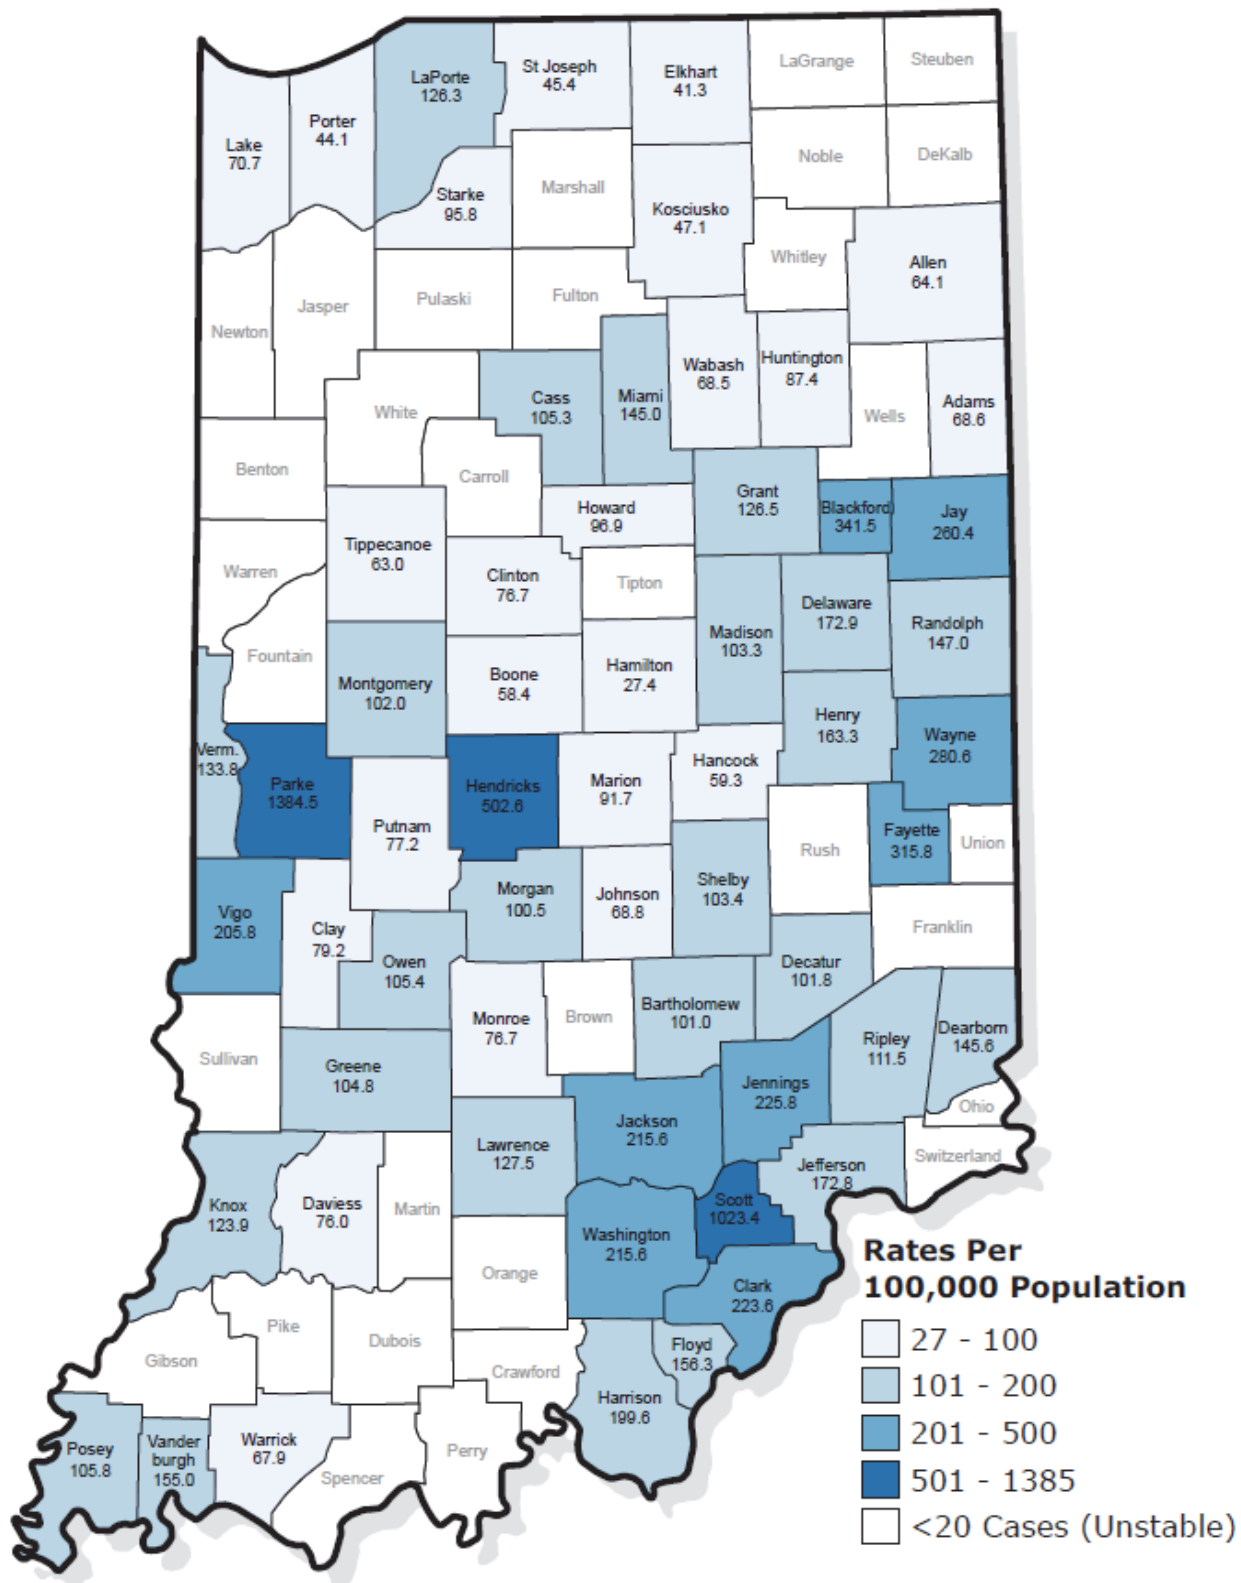 LaPorte
126.3
St Joseph
45.4
Elkhart
41.3
LaGrange
Steuben
Lake
70.7
Porter
44.1
Starke
95.8
Marshall
Kosciusko
47.1
Noble
DeKalb
Whitley
Allen
64.1
Newton
Jasper
Pulaski
Fulton
Wabash
68.5
Huntington
87.4
Wells
Adams
68.6
White
Cass
105.3
Miami
145.0
Benton
Carroll
Howard
96.9
Grant
126.5
Blackford
341.5
Jay
260.4
Warren
Tippecanoe
63.0
Clinton
76.7
Tipton
Madison
103.3
Delaware
172.9
Randolph
147.0
Fountain
Montgomery
102.0
Boone
58.4
Hamilton
27.4
Henry
163.3
Wayne
280.6
Verm.
133.8
Parke
1384.5
Putnam
77.2
Hendricks
502.6
Marion
91.7
Hancock
59.3
Rush
Fayette
315.8
Union
Vigo
205.8
Clay
79.2
Owen
105.4
Morgan
100.5
Johnson
68.8
Shelby
103.4
Franklin
Decatur
101.8
Sullivan
Greene
104.8
Monroe
76.7
Brown
Bartholomew
101.0
Jennings
225.8
Ripley
111.5
Dearborn
145.6
Ohio
Switzerland
Knox
123.9
Daviess
76.0
Martin
Lawrence
127.5
Jackson
215.6
Scott
1023.4
Jefferson
172.8
Washington
215.6
Orange
Clark
223.6
Floyd
156.3
Harrison
199.6
Gibson
Pike
Dubois
Crawford
Posey
105.8
Vander
burgh
155.0
Warrick
67.9
Spencer
Perry
Rates Per
100,000 Population
27 - 100
101 - 200
201 - 500
501 - 1385
<20 Cases (Unstable)